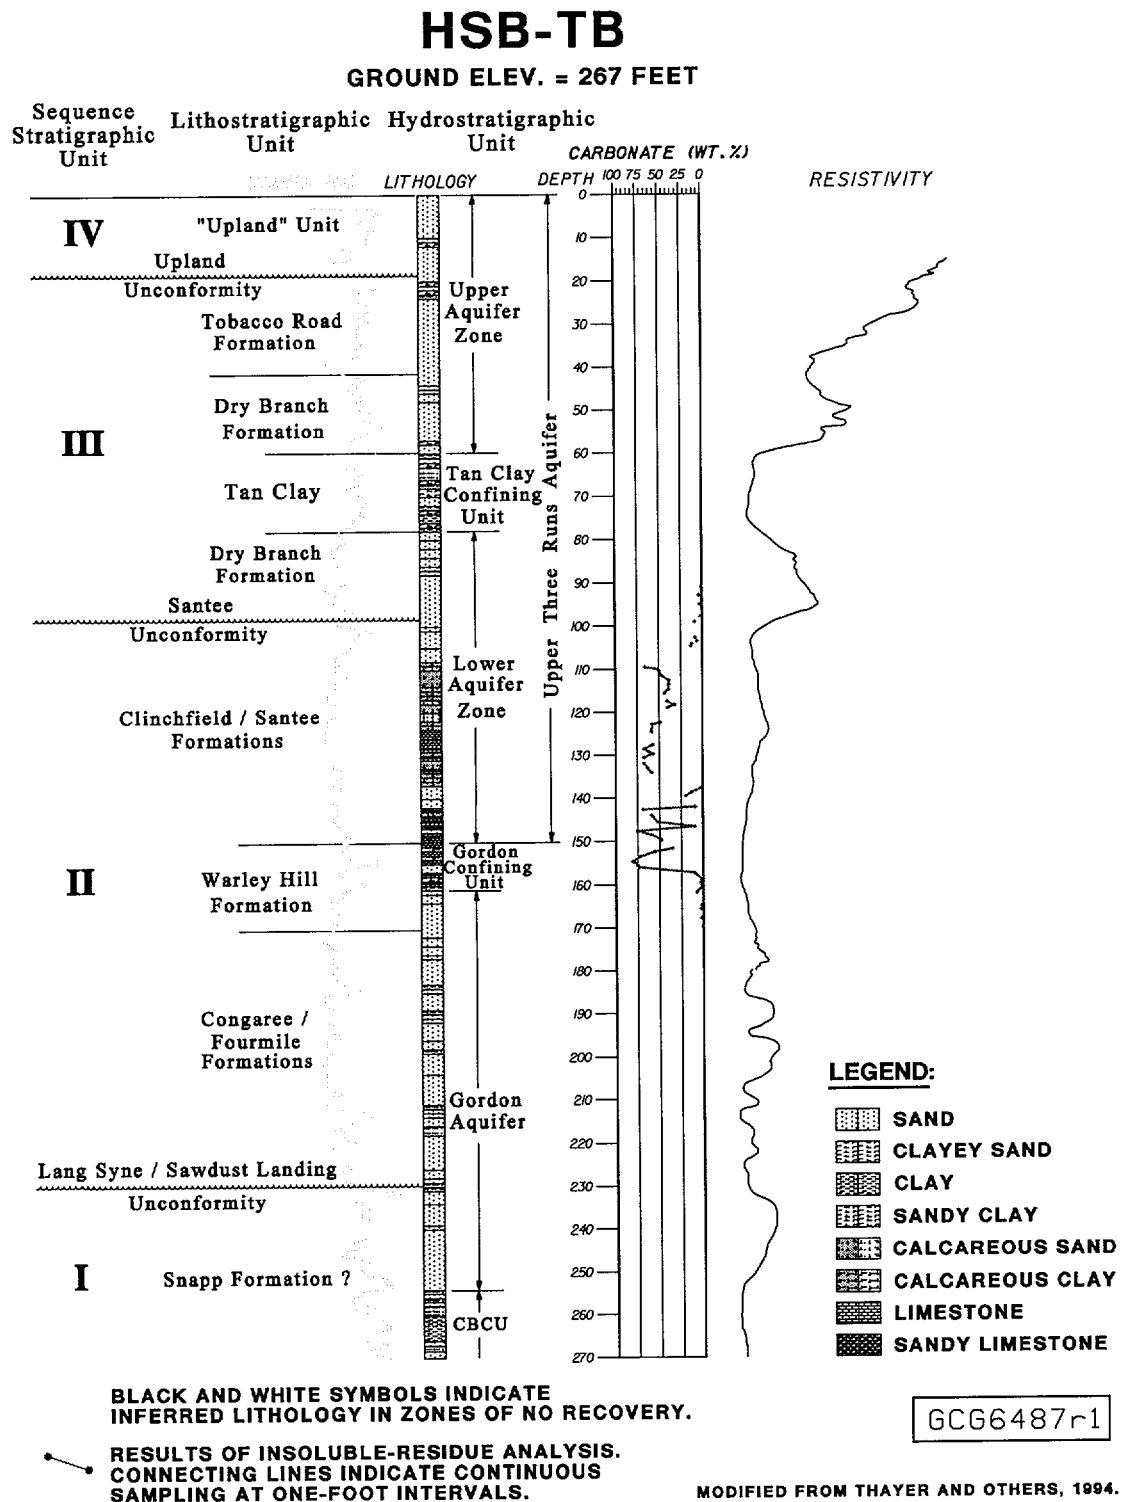 HSB-TB
GROUND ELEV. = 267 FEET
Sequence
Stratigraphic
Unit
Lithostratigraphic
Unit
Hydrostratigraphic
Unit
CARBONATE (WT.%)
LITHOLOGY
DEPTH
100 75 50 25 0
RESISTIVITY
IV
"Upland" Unit
Upland
Unconformity
Tobacco Road
Formation
Dry Branch
Formation
III
Tan Clay
Dry Branch
Formation
Santee
Unconformity
Clinchfield / Santee
Formations
II
Warley Hill
Formation
Congaree /
Fourmile
Formations
Lang Syne / Sawdust Landing
Unconformity
I
Snapp Formation ?
Upper
Aquifer
Zone
Tan Clay
Confining
Unit
Lower
Aquifer
Zone
Gordon
Confining
Unit
Gordon
Aquifer
CBCU
Upper Three Runs Aquifer
0
10
20
30
40
50
60
70
80
90
100
110
120
130
140
150
160
170
180
190
200
210
220
230
240
250
260
270
LEGEND:
SAND
CLAYEY SAND
CLAY
SANDY CLAY
CALCAREOUS SAND
CALCAREOUS CLAY
LIMESTONE
SANDY LIMESTONE
BLACK AND WHITE SYMBOLS INDICATE
INFERRED LITHOLOGY IN ZONES OF NO RECOVERY.
RESULTS OF INSOLUBLE-RESIDUE ANALYSIS.
CONNECTING LINES INDICATE CONTINUOUS
SAMPLING AT ONE-FOOT INTERVALS.
GCG6487r1
MODIFIED FROM THAYER AND OTHERS, 1994.